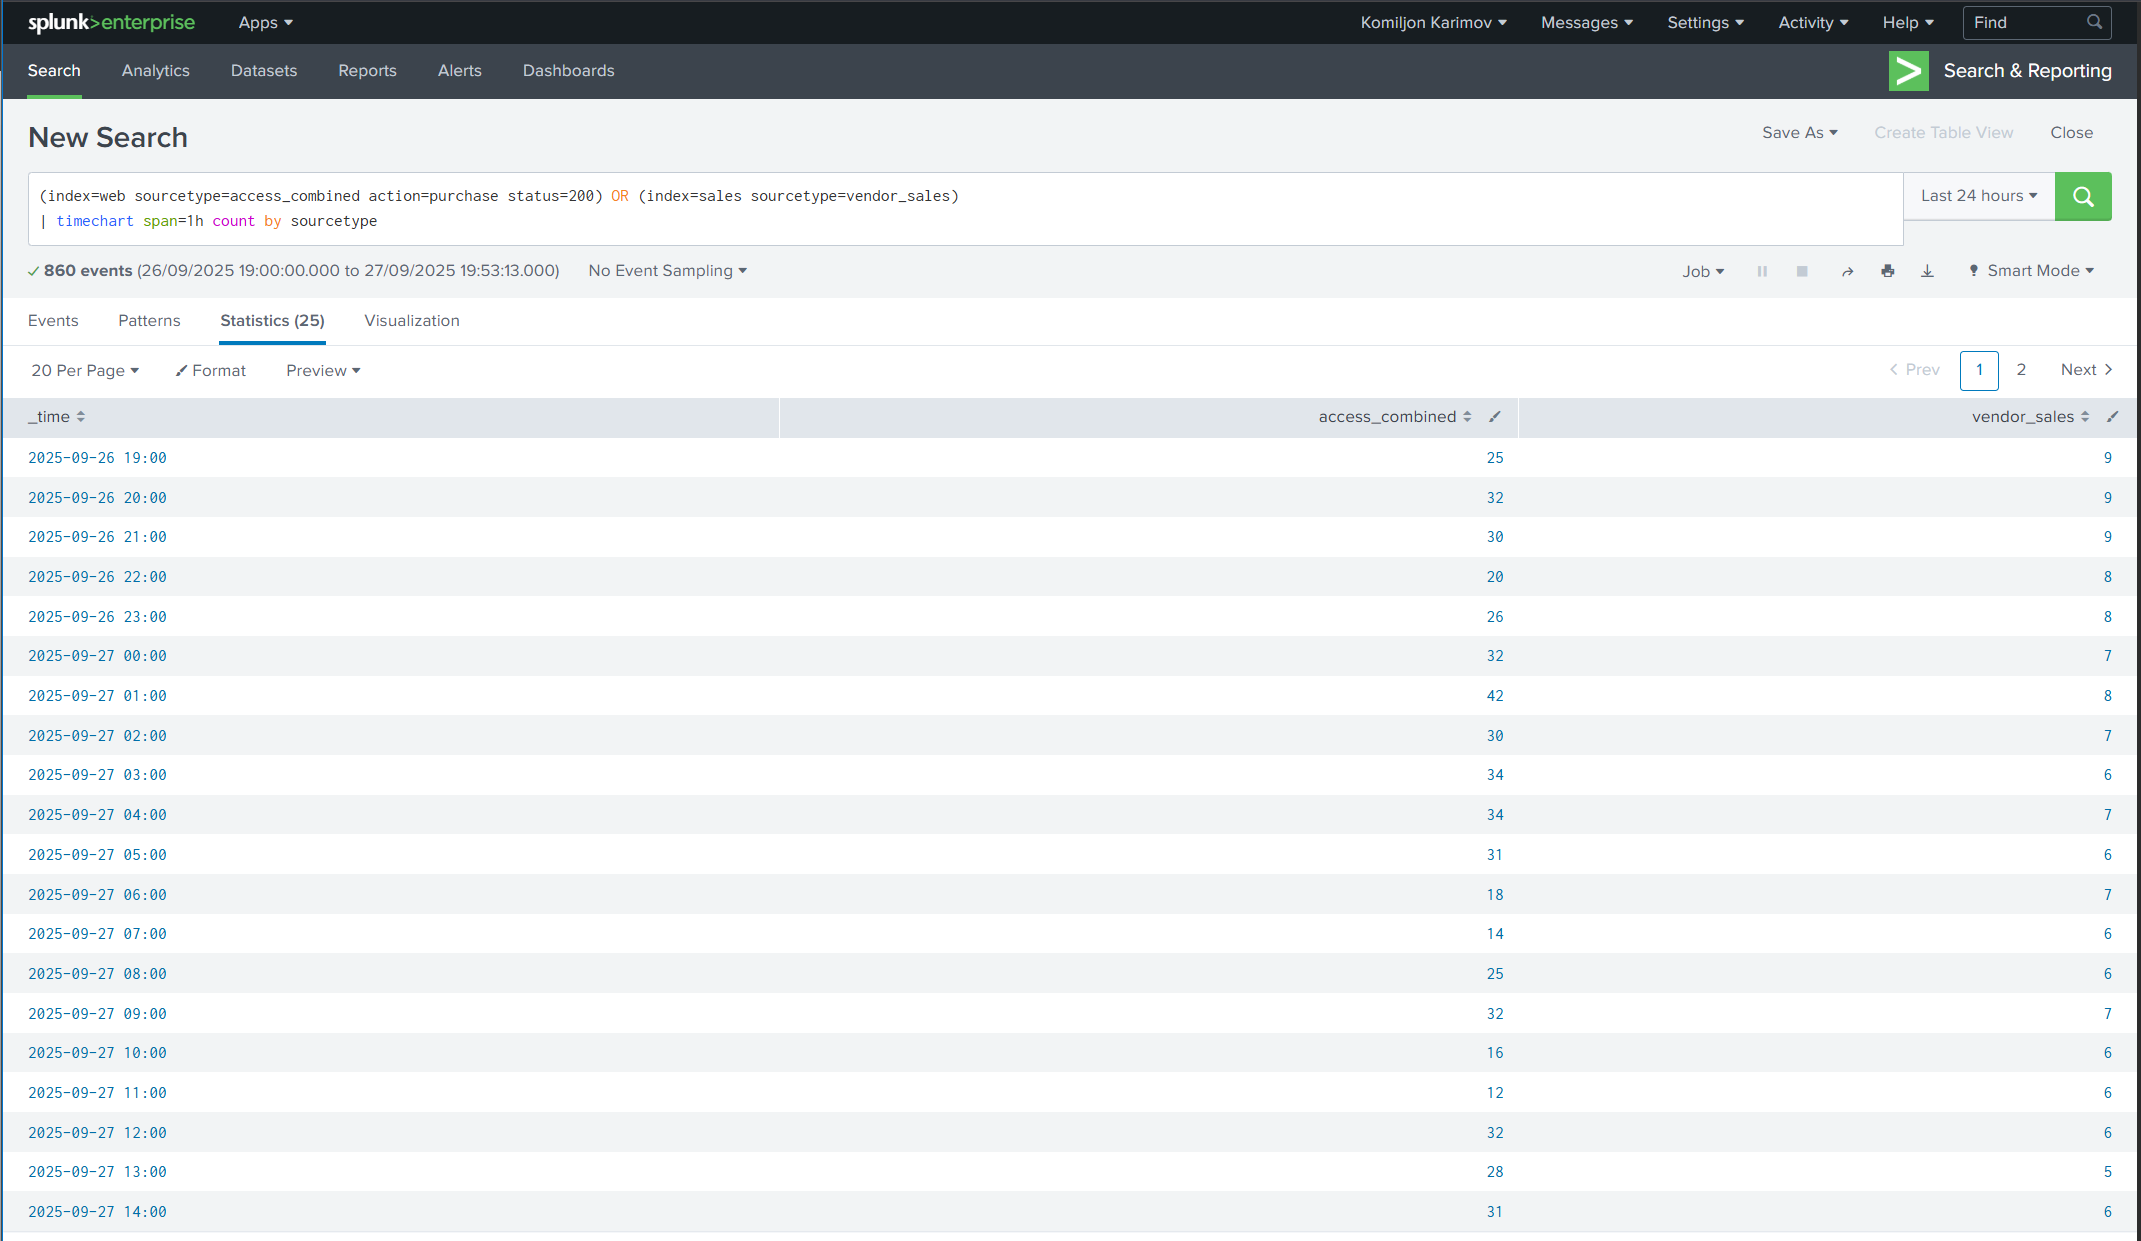 splunk>enterprise Apps Komiljon Karimov Messages Settings Activity Help Find
Search Analytics Datasets Reports Alerts Dashboards Search & Reporting
New Search Save As Create Table View Close
(index=web sourcetype=access_combined action=purchase status=200) OR (index=sales sourcetype=vendor_sales) Last 24 hours
| timechart span=1h count by sourcetype
860 events (26/09/2025 19:00:00.000 to 27/09/2025 19:53:13.000) No Event Sampling Job Smart Mode
Events Patterns Statistics (25) Visualization
20 Per Page Format Preview Prev 1 2 Next
_time access_combined vendor_sales
2025-09-26 19:00 25 9
2025-09-26 20:00 32 9
2025-09-26 21:00 30 9
2025-09-26 22:00 20 8
2025-09-26 23:00 26 8
2025-09-27 00:00 32 7
2025-09-27 01:00 42 8
2025-09-27 02:00 30 7
2025-09-27 03:00 34 6
2025-09-27 04:00 34 7
2025-09-27 05:00 31 6
2025-09-27 06:00 18 7
2025-09-27 07:00 14 6
2025-09-27 08:00 25 6
2025-09-27 09:00 32 7
2025-09-27 10:00 16 6
2025-09-27 11:00 12 6
2025-09-27 12:00 32 6
2025-09-27 13:00 28 5
2025-09-27 14:00 31 6